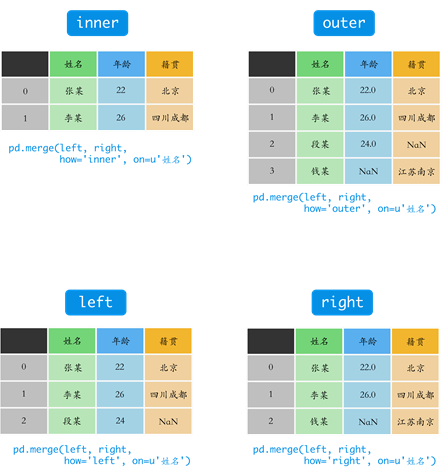 inner
姓名 年龄 籍贯
0 张某 22 北京
1 李某 26 四川成都
pd.merge(left, right,
how='inner', on=u'姓名')
outer
姓名 年龄 籍贯
0 张某 22.0 北京
1 李某 26.0 四川成都
2 段某 24.0 NaN
3 钱某 NaN 江苏南京
pd.merge(left, right,
how='outer', on=u'姓名')
left
姓名 年龄 籍贯
0 张某 22 北京
1 李某 26 四川成都
2 段某 24 NaN
pd.merge(left, right,
how='left', on=u'姓名')
right
姓名 年龄 籍贯
0 张某 22.0 北京
1 李某 26.0 四川成都
2 钱某 NaN 江苏南京
pd.merge(left, right,
how='right', on=u'姓名')